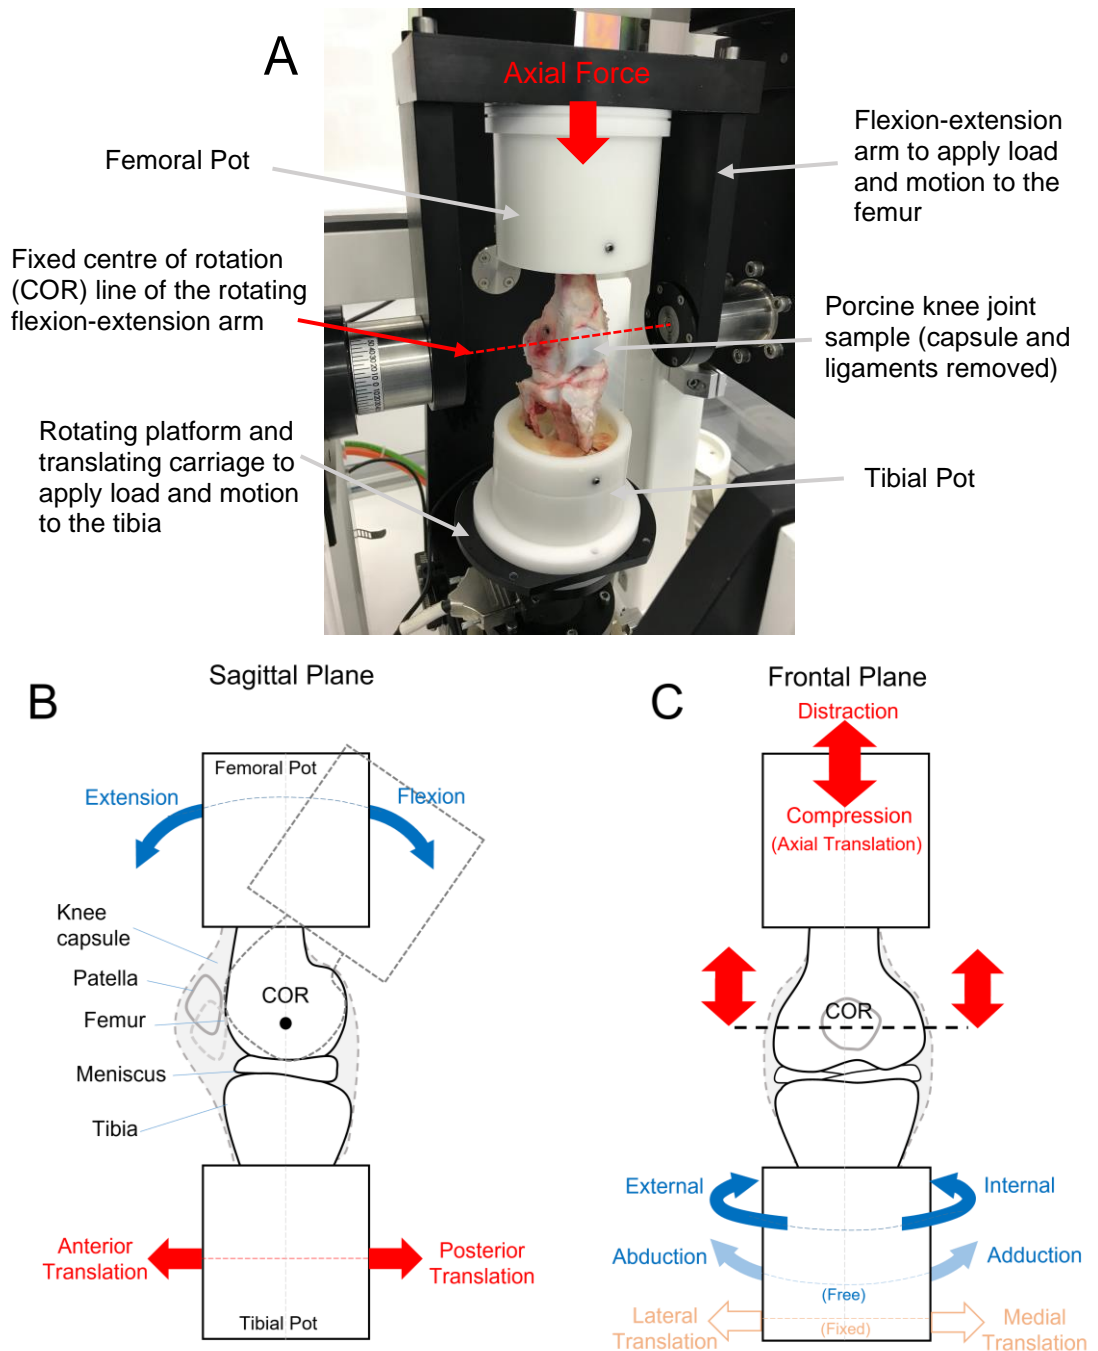 A
Axial Force
Femoral Pot
Flexion-extension
arm to apply load
and motion to the
femur
Fixed centre of rotation
(COR) line of the rotating
flexion-extension arm
Porcine knee joint
sample (capsule and
ligaments removed)
Rotating platform and
translating carriage to
apply load and motion
to the tibia
Tibial Pot
B
Sagittal Plane
Femoral Pot
Extension
Flexion
Knee
capsule
Patella
COR
Femur
Meniscus
Tibia
Anterior
Translation
Posterior
Translation
Tibial Pot
C
Frontal Plane
Distraction
Compression
(Axial Translation)
COR
External
Internal
Abduction
Adduction
(Free)
Lateral
Translation
(Fixed)
Medial
Translation